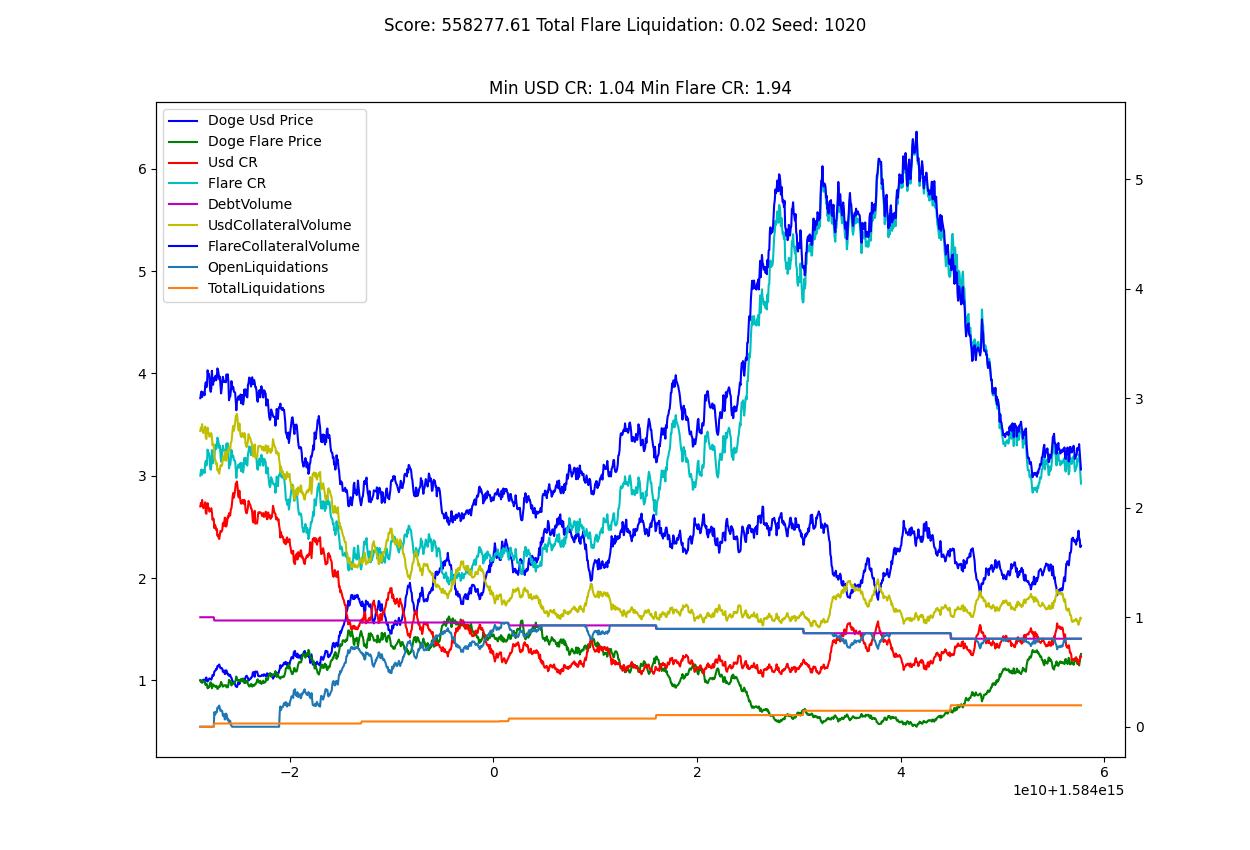 Score: 558277.61 Total Flare Liquidation: 0.02 Seed: 1020
Min USD CR: 1.04 Min Flare CR: 1.94
Doge Usd Price
Doge Flare Price
Usd CR
Flare CR
DebtVolume
UsdCollateralVolume
FlareCollateralVolume
OpenLiquidations
TotalLiquidations
6
5
4
3
2
1
5
4
3
2
1
0
−2
0
2
4
6
1e10+1.584e15